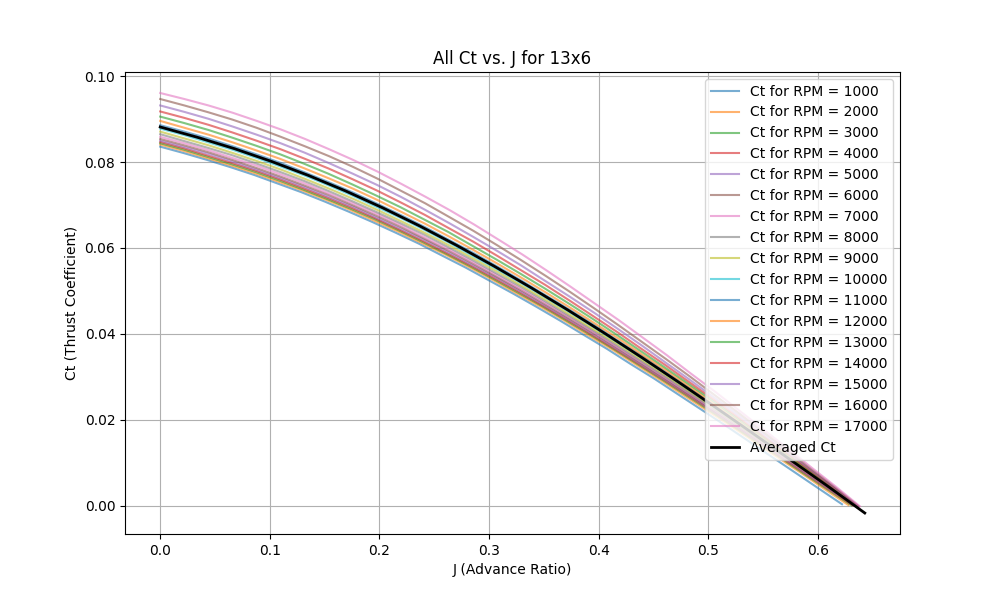 All Ct vs. J for 13x6
Ct (Thrust Coefficient)
0.10
0.08
0.06
0.04
0.02
0.00
Ct for RPM = 1000
Ct for RPM = 2000
Ct for RPM = 3000
Ct for RPM = 4000
Ct for RPM = 5000
Ct for RPM = 6000
Ct for RPM = 7000
Ct for RPM = 8000
Ct for RPM = 9000
Ct for RPM = 10000
Ct for RPM = 11000
Ct for RPM = 12000
Ct for RPM = 13000
Ct for RPM = 14000
Ct for RPM = 15000
Ct for RPM = 16000
Ct for RPM = 17000
Averaged Ct
0.0 0.1 0.2 0.3 0.4 0.5 0.6
J (Advance Ratio)